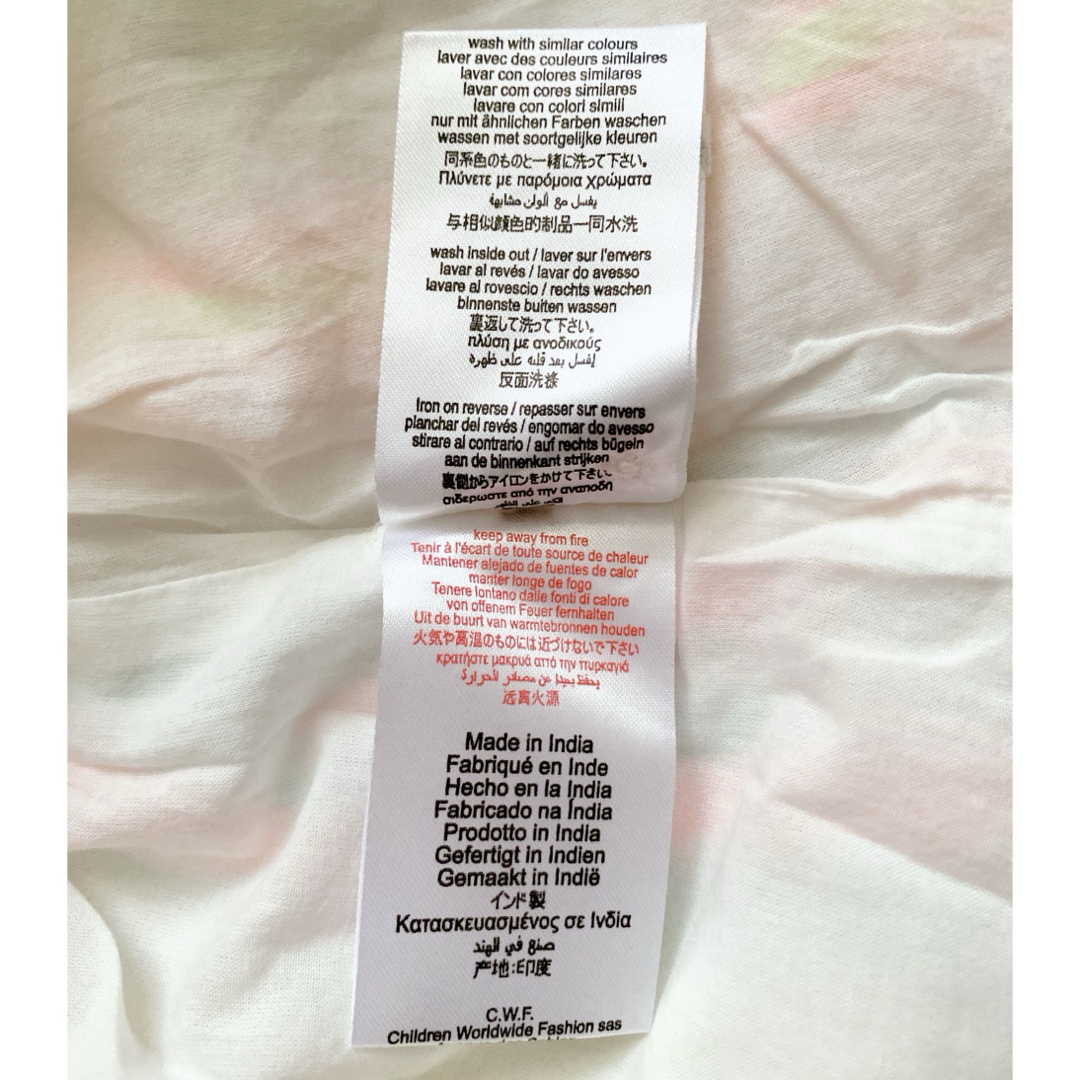 wash with similar colours
laver avec des couleurs similaires
lavar con colores similares
lavar com cores similares
lavare con colori simili
nur mit ähnlichen Farben waschen
wassen met soortgelijke kleuren
同系色のものと一緒に洗って下さい。
Πλύνετε με παρόμοια χρώματα
يغسل مع ألوان مشابهة
与相似颜色的制品一同水洗
wash inside out / laver sur l'envers
lavar al revés / lavar do avesso
lavare al rovescio / rechts waschen
binnenste buiten wassen
裏返して洗って下さい。
πλύση με ανοδικούς
إغسل بعد قلبه على ظهره
反面洗涤
Iron on reverse / repasser sur envers
planchar del revés / engomar do avesso
stirare al contrario / auf rechts bügeln
aan de binnenkant strijken
裏側からアイロンをかけて下さい。
σιδερωστε από την αναποδη
keep away from fire
Tenir à l'écart de toute source de chaleur
Mantener alejado de fuentes de calor
manter longe de fogo
Tenere lontano dalle fonti di calore
von offenem Feuer fernhalten
Uit de buurt van warmtebronnen houden
火気や高温のものには近づけないで下さい
κρατήστε μακρυά αττό την ττυρκαγιά
يحفظ بعيدا عن مصادر الحرارة
远离火源
Made in India
Fabriqué en Inde
Hecho en la India
Fabricado na Índia
Prodotto in India
Gefertigt in Indien
Gemaakt in Indië
インド製
Κατασκευασμένος σε Ινδία
صنع في الهند
产地:印度
C.W.F.
Children Worldwide Fashion sas